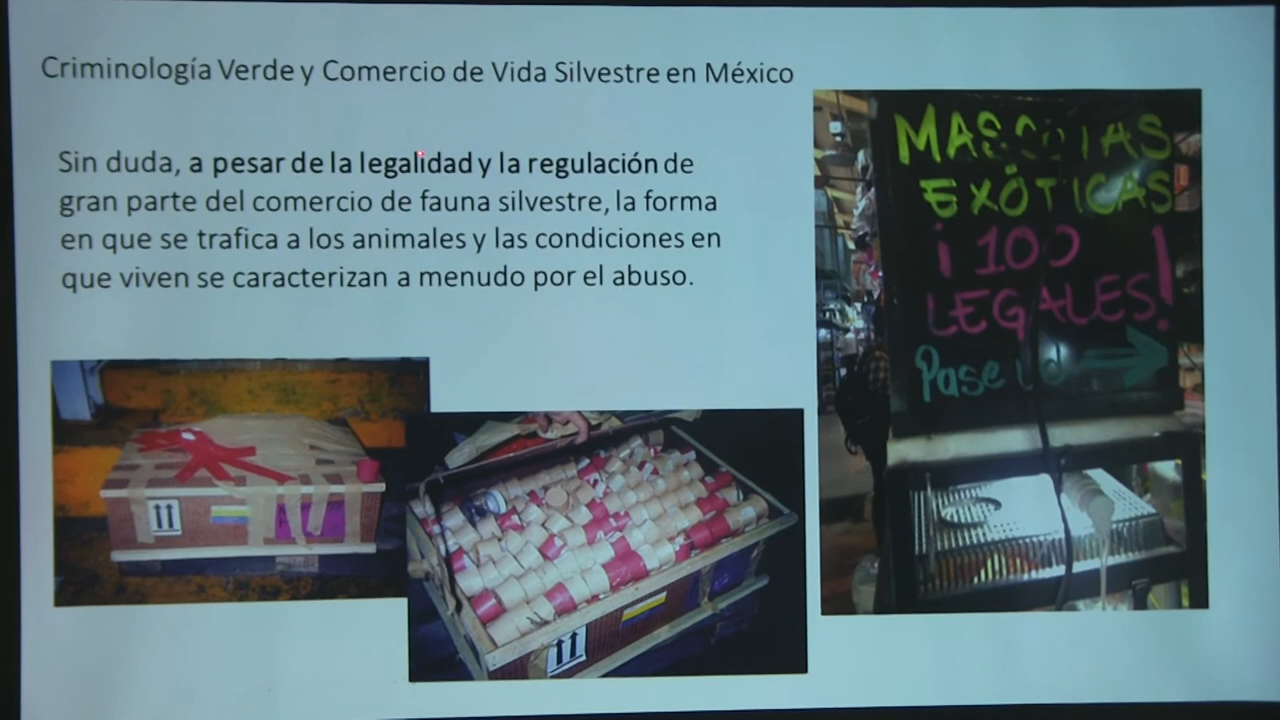 Criminología Verde y Comercio de Vida Silvestre en México
Sin duda, a pesar de la legalidad y la regulación de
gran parte del comercio de fauna silvestre, la forma
en que se trafica a los animales y las condiciones en
que viven se caracterizan a menudo por el abuso.
MASCOTAS
EXÓTICAS
¡100
LEGALES!
Pase